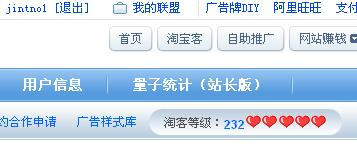 jintno1 [退出] 我的联盟 广告牌DIY 阿里旺旺 支付
首页 淘宝客 自助推广 网站赚钱
用户信息 量子统计（站长版）
约合作申请 广告样式库 淘客等级：232